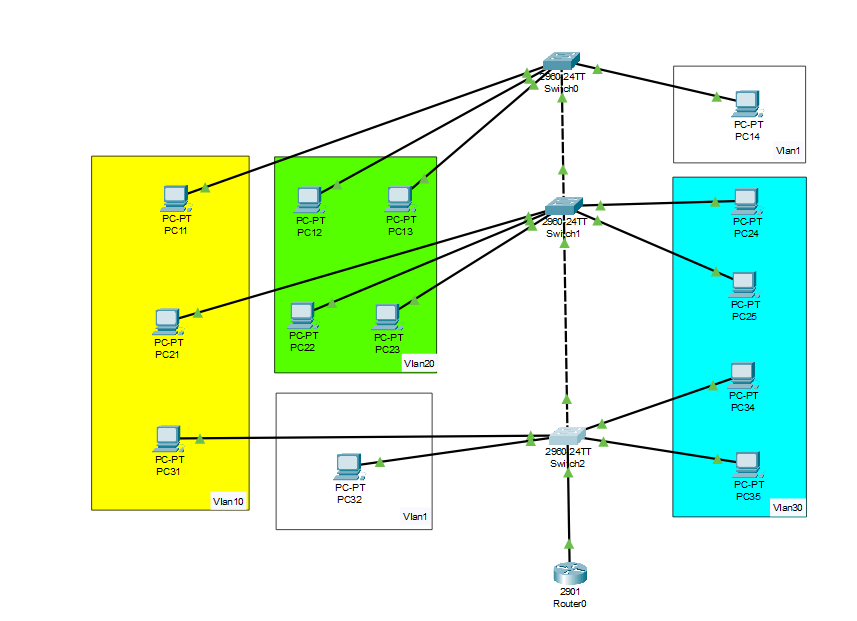 2960-24TT
Switch0
PC-PT
PC14
Vlan1
PC-PT
PC11
PC-PT
PC12
PC-PT
PC13
2960-24TT
Switch1
PC-PT
PC24
PC-PT
PC25
PC-PT
PC21
PC-PT
PC22
PC-PT
PC23
Vlan20
PC-PT
PC34
PC-PT
PC31
2960-24TT
Switch2
PC-PT
PC32
PC-PT
PC35
Vlan10
Vlan1
Vlan30
2901
Router0